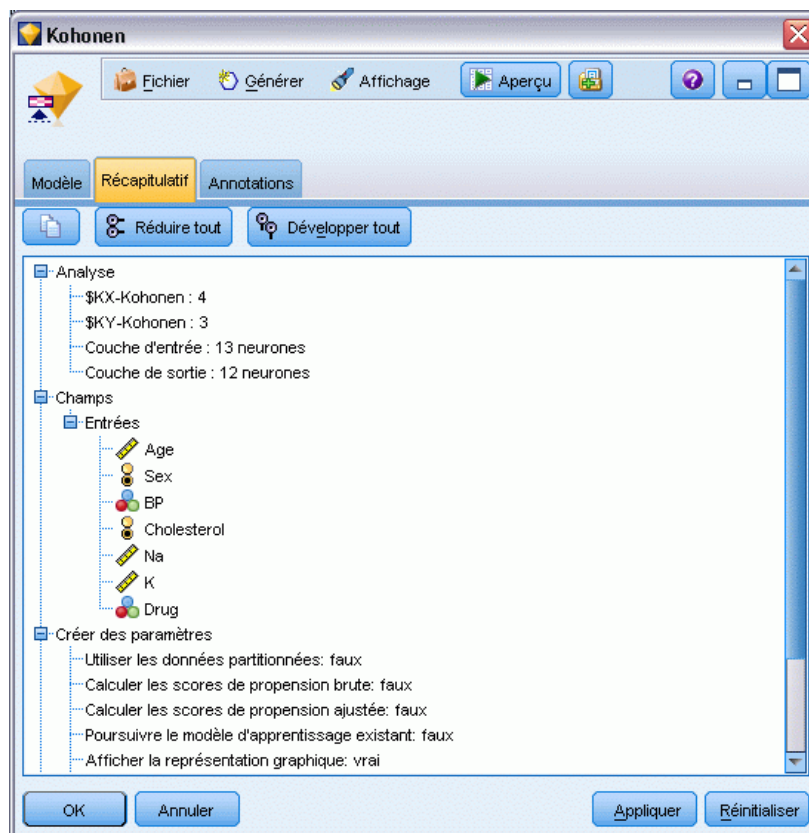 Kohonen
Fichier Générer Affichage Aperçu
Modèle Récapitulatif Annotations
Réduire tout Développer tout
Analyse
$KX-Kohonen : 4
$KY-Kohonen : 3
Couche d'entrée : 13 neurones
Couche de sortie : 12 neurones
Champs
Entrées
Age
Sex
BP
Cholesterol
Na
K
Drug
Créer des paramètres
Utiliser les données partitionnées: faux
Calculer les scores de propension brute: faux
Calculer les scores de propension ajustée: faux
Poursuivre le modèle d'apprentissage existant: faux
Afficher la représentation graphique: vrai
OK Annuler Appliquer Réinitialiser